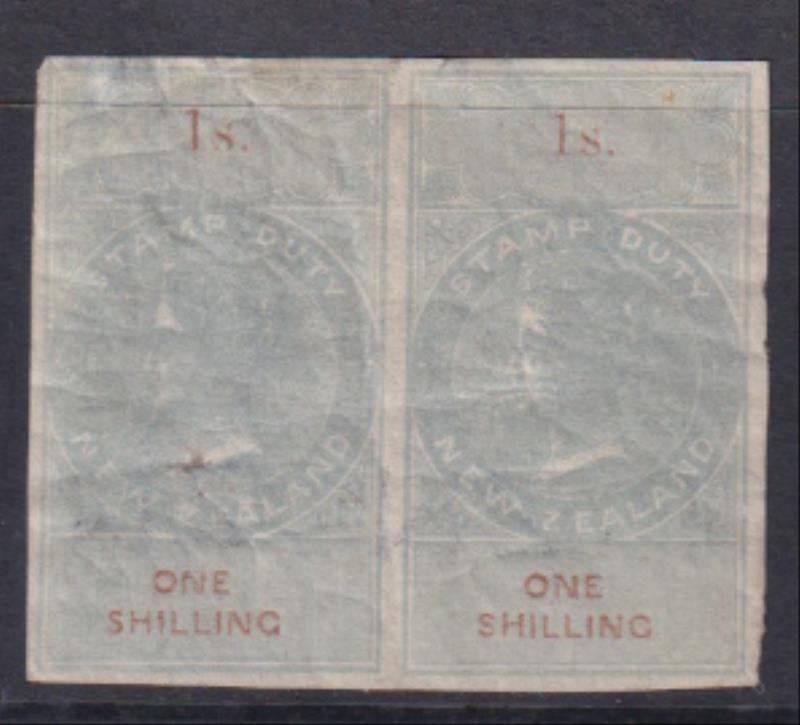 1s.
STAMP DUTY
NEW ZEALAND
ONE
SHILLING
1s.
STAMP DUTY
NEW ZEALAND
ONE
SHILLING